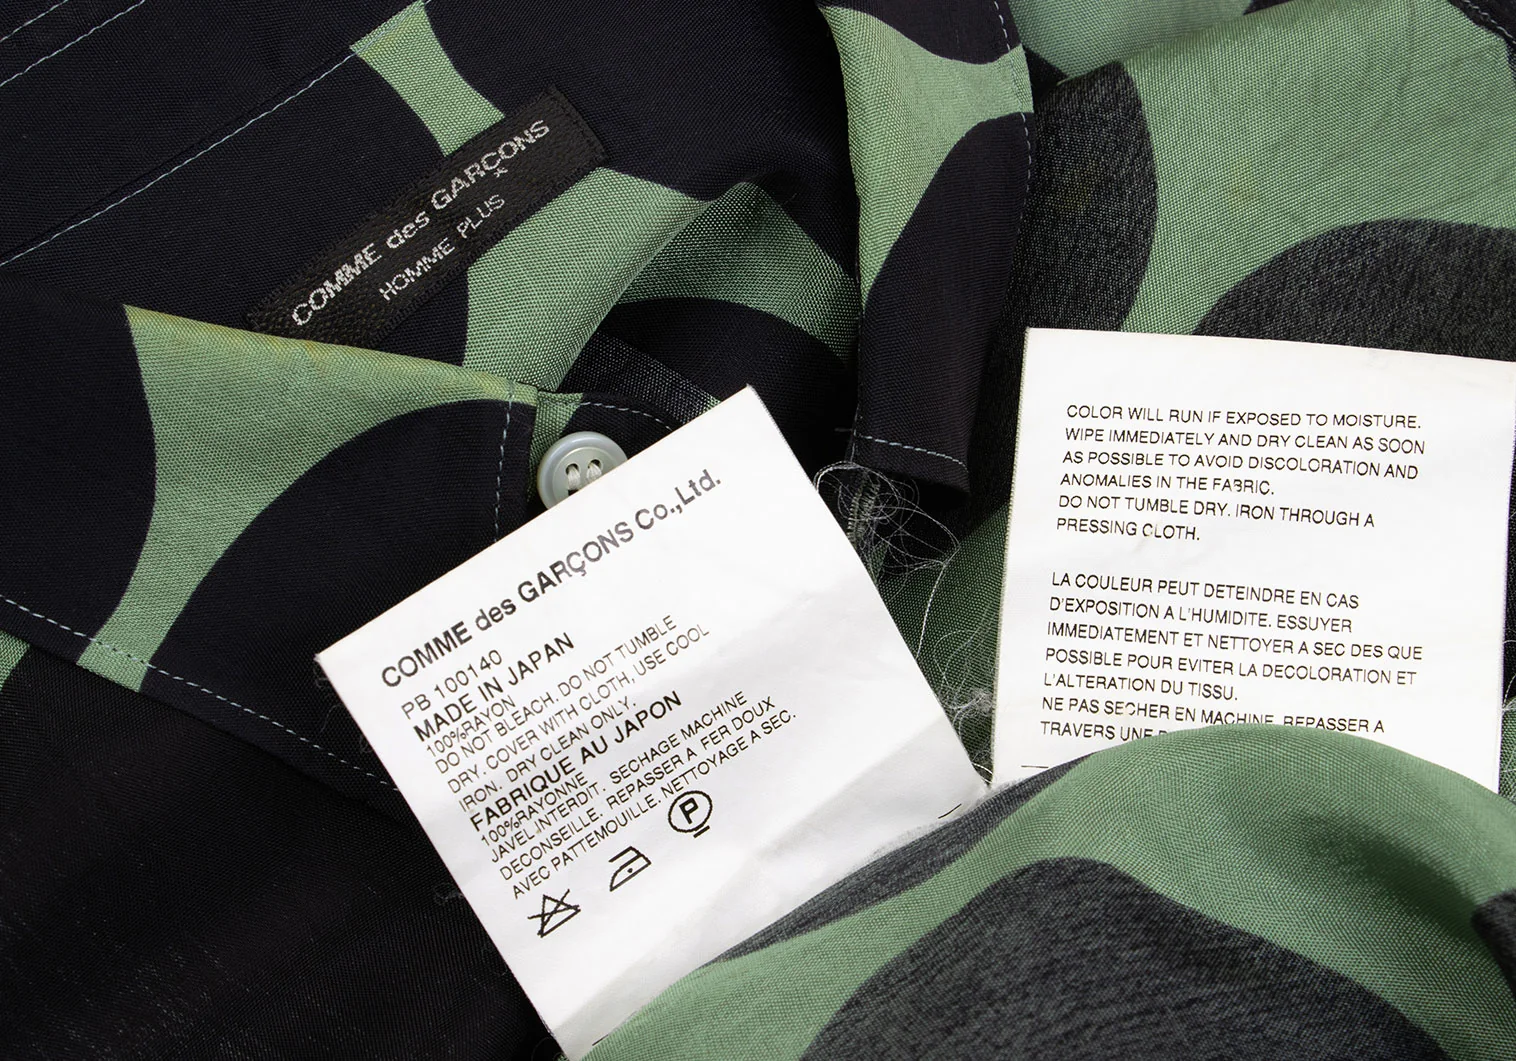 COMME des GARÇONS
HOMME PLUS
COMME des GARÇONS Co.,Ltd.
PB 100140
MADE IN JAPAN
100%RAYON
DO NOT BLEACH. DO NOT TUMBLE
DRY. COVER WITH CLOTH, USE COOL
IRON. DRY CLEAN ONLY.
FABRIQUE AU JAPON
100%RAYONNE
JAVEL.INTERDIT. SECHAGE MACHINE
DECONSEILLE. REPASSER A FER DOUX
AVEC PATTEMOUILLE. NETTOYAGE A SEC.
P
COLOR WILL RUN IF EXPOSED TO MOISTURE.
WIPE IMMEDIATELY AND DRY CLEAN AS SOON
AS POSSIBLE TO AVOID DISCOLORATION AND
ANOMALIES IN THE FABRIC.
DO NOT TUMBLE DRY. IRON THROUGH A
PRESSING CLOTH.
LA COULEUR PEUT DETEINDRE EN CAS
D'EXPOSITION A L'HUMIDITE. ESSUYER
IMMEDIATEMENT ET NETTOYER A SEC DES QUE
POSSIBLE POUR EVITER LA DECOLORATION ET
L'ALTERATION DU TISSU.
NE PAS SECHER EN MACHINE. REPASSER A
TRAVERS UNE